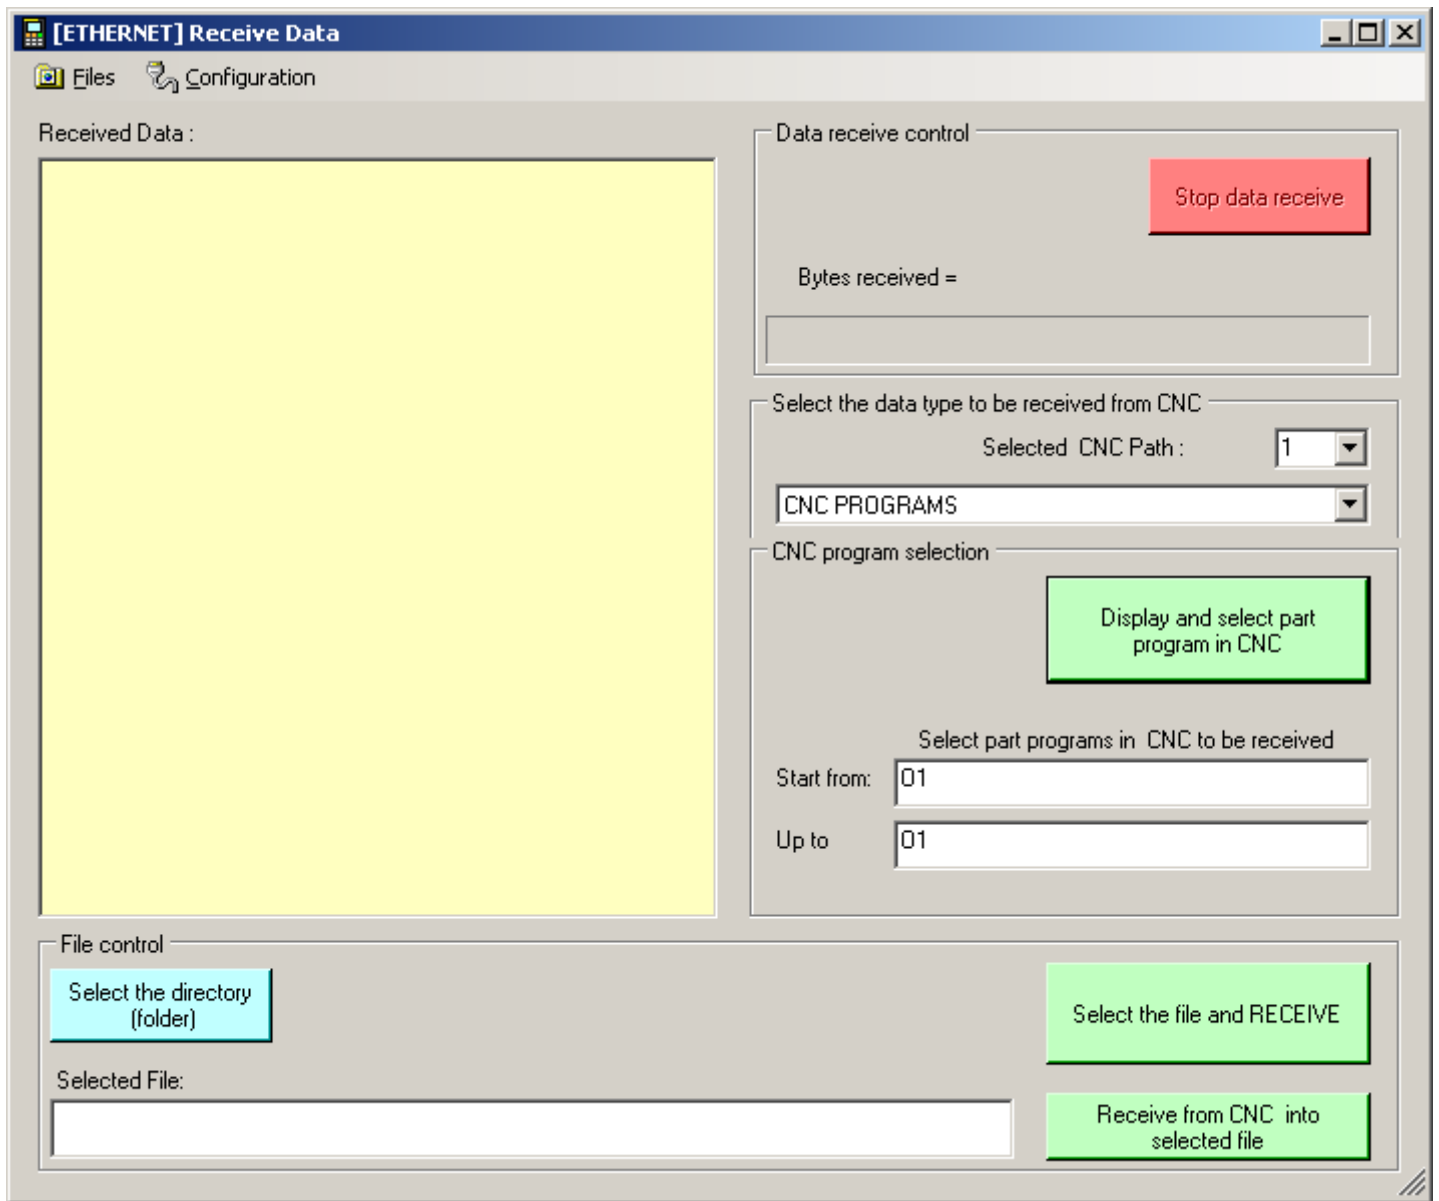 [ETHERNET] Receive Data
Files Configuration
Received Data :
Data receive control
Stop data receive
Bytes received =
Select the data type to be received from CNC
Selected CNC Path : 1
CNC PROGRAMS
CNC program selection
Display and select part
program in CNC
Select part programs in CNC to be received
Start from: O1
Up to O1
File control
Select the directory
(folder)
Select the file and RECEIVE
Selected File:
Receive from CNC into
selected file